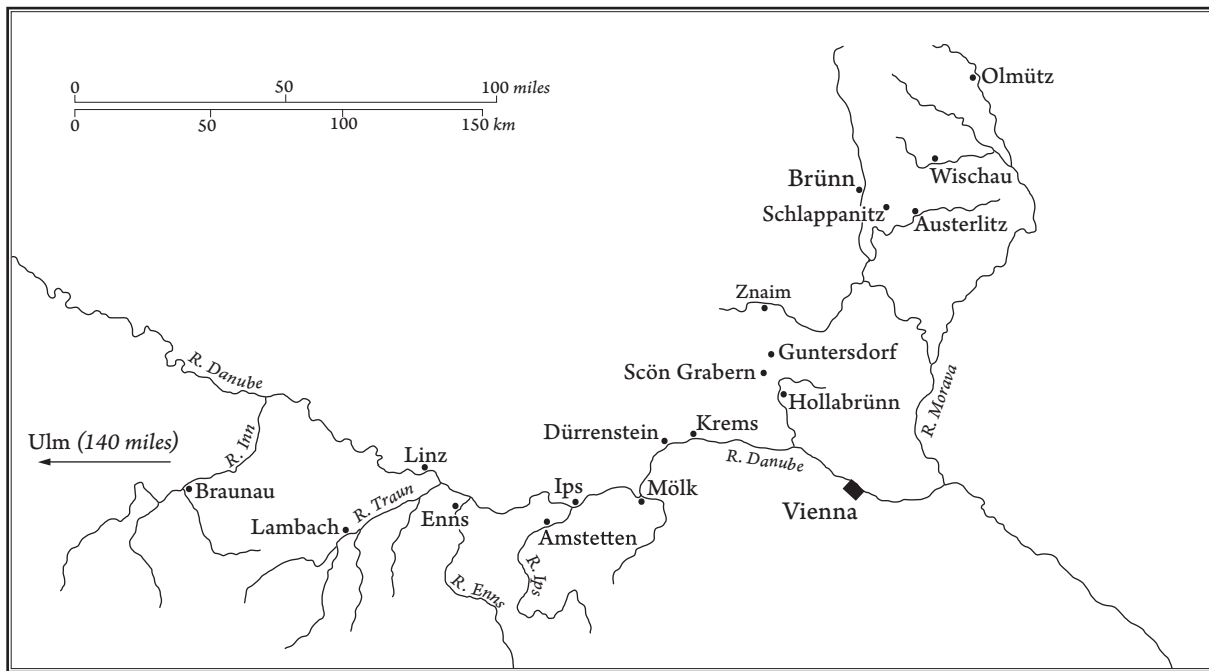 0 50 100 miles
0 50 100 150 km
Olmütz
Wischau
Brünn
Schlappanitz
Austerlitz
Znaim
Guntersdorf
Scön Grabern
Hollabrünn
R. Morava
R. Danube
Ulm (140 miles)
R. Inn
Braunau
Linz
Lambach
R. Traun
Enns
R. Enns
Ips
Amstetten
R. Ips
Mölk
Dürrenstein
Krems
R. Danube
Vienna